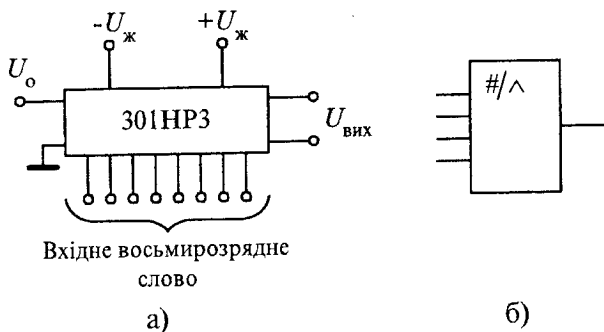 -Uж
+Uж
Uо
301НР3
Uвих
#/^
Вхідне восьмирозрядне
слово
а)
б)